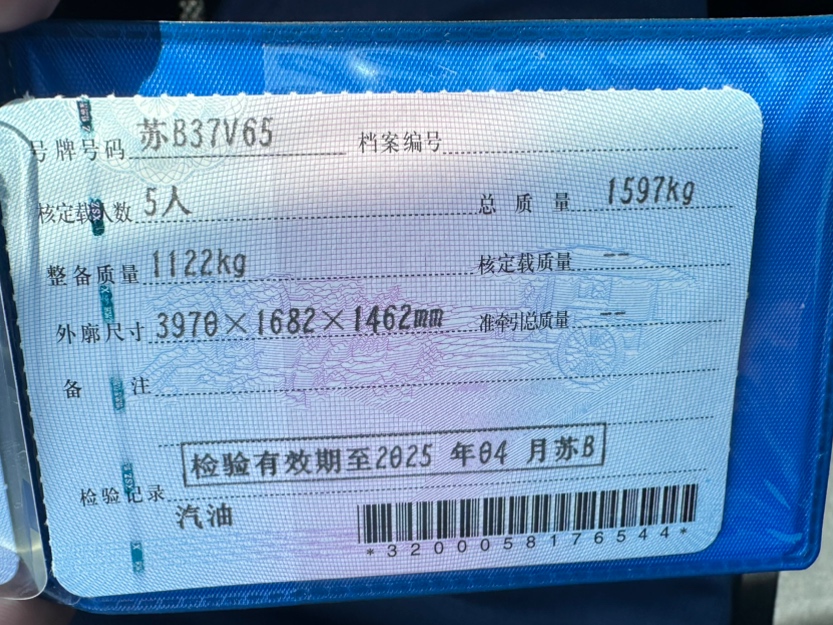 号牌号码 苏B37V65 档案编号
核定载人数 5人 总质量 1597kg
整备质量 1122kg 核定载质量 --
外廓尺寸 3970×1682×1462mm 准牵引总质量 --
备注
检验有效期至2025 年04 月苏B
检验记录
汽油
*3200058176544*